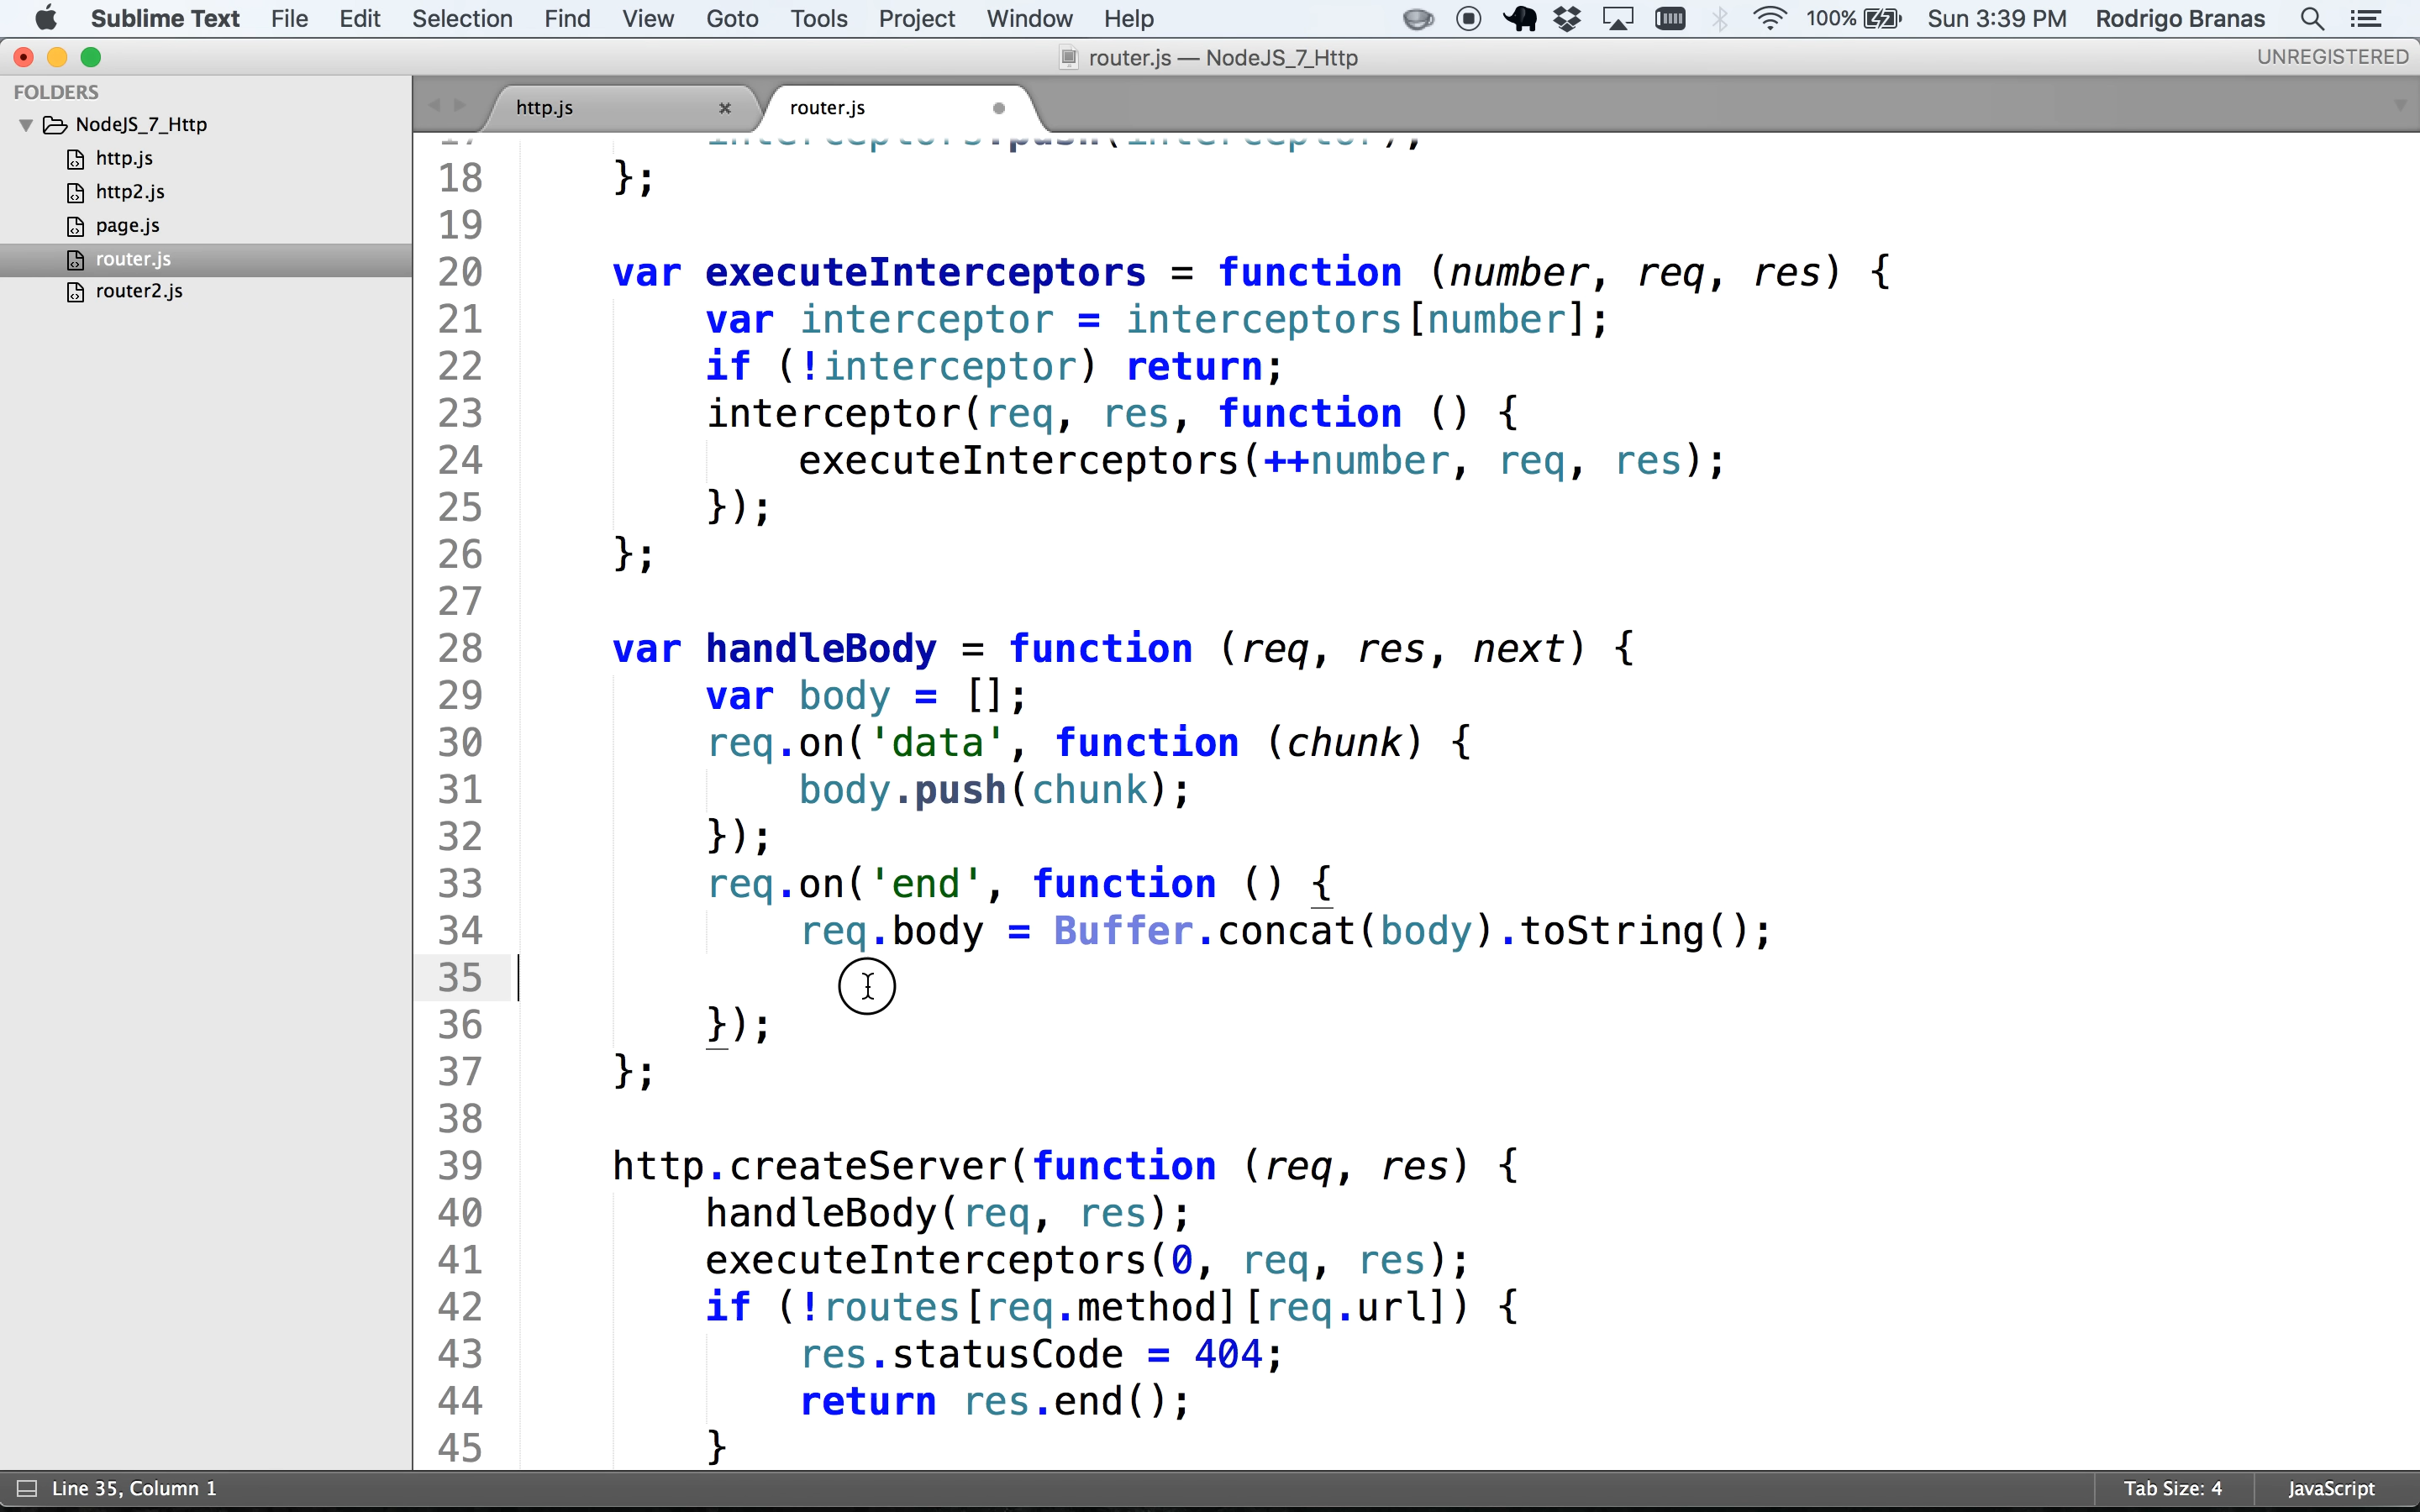 Sublime Text File Edit Selection Find View Goto Tools Project Window Help 100% Sun 3:39 PM Rodrigo Branas
router.js — NodeJS_7_Http UNREGISTERED
FOLDERS
NodeJS_7_Http
http.js
http2.js
page.js
router.js
router2.js
http.js × router.js
17 interceptors.push(interceptor);
18 };
19
20 var executeInterceptors = function (number, req, res) {
21 var interceptor = interceptors[number];
22 if (!interceptor) return;
23 interceptor(req, res, function () {
24 executeInterceptors(++number, req, res);
25 });
26 };
27
28 var handleBody = function (req, res, next) {
29 var body = [];
30 req.on('data', function (chunk) {
31 body.push(chunk);
32 });
33 req.on('end', function () {
34 req.body = Buffer.concat(body).toString();
35
36 });
37 };
38
39 http.createServer(function (req, res) {
40 handleBody(req, res);
41 executeInterceptors(0, req, res);
42 if (!routes[req.method][req.url]) {
43 res.statusCode = 404;
44 return res.end();
45 }
Line 35, Column 1 Tab Size: 4 JavaScript